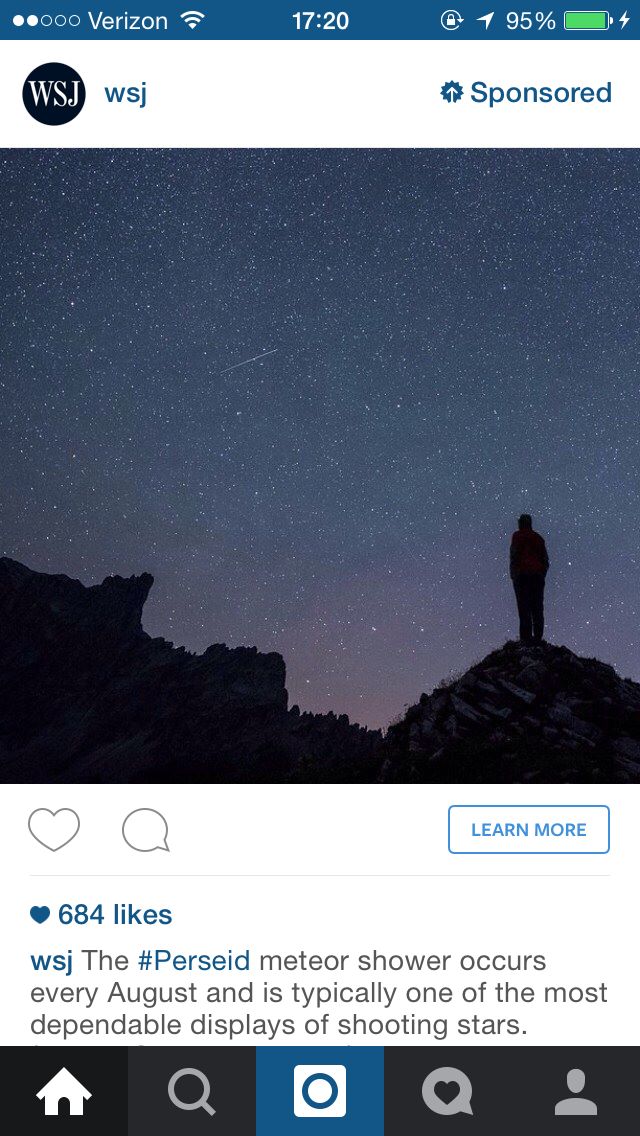 Verizon 17:20 95%
WSJ wsj Sponsored
LEARN MORE
684 likes
wsj The #Perseid meteor shower occurs
every August and is typically one of the most
dependable displays of shooting stars.